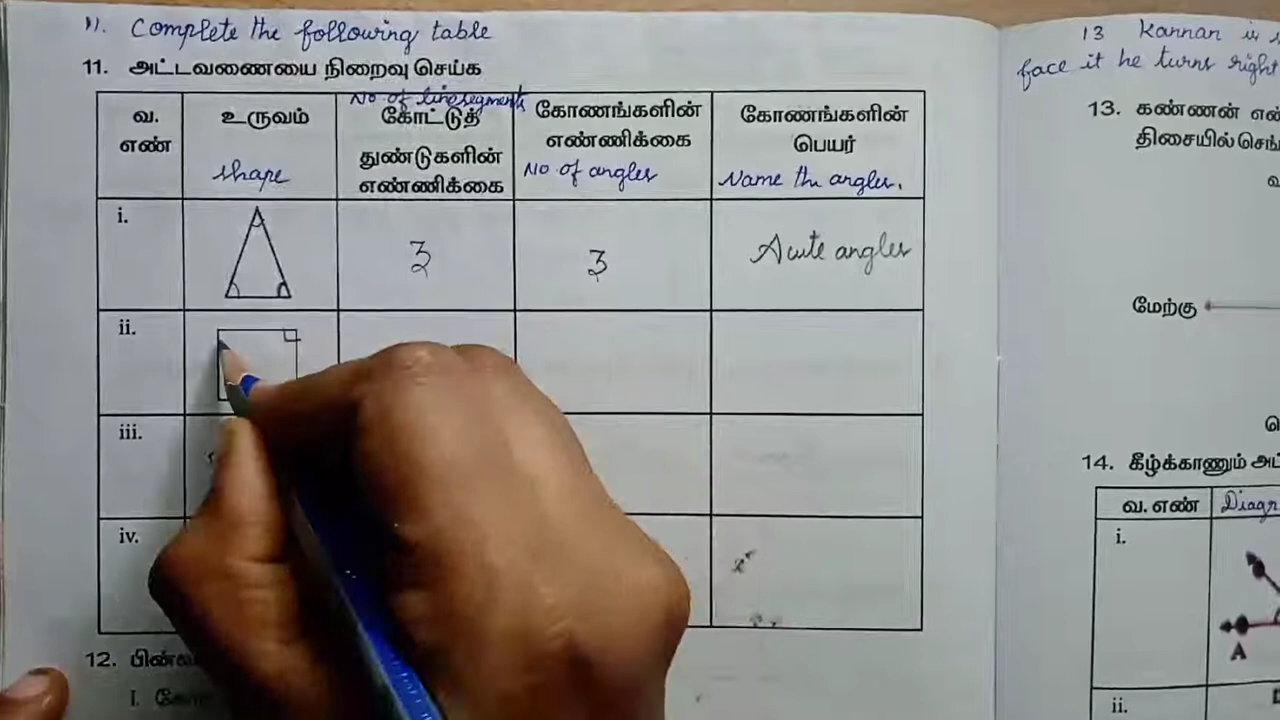 11. Complete the following table
11. அட்டவணையை நிறைவு செய்க
வ. எண்
உருவம்
shape
No of linesegments
கோட்டுத்
துண்டுகளின்
எண்ணிக்கை
கோணங்களின்
எண்ணிக்கை
No of angles
கோணங்களின்
பெயர்
Name the angles.
i.
3
3
Acute angles
ii.
iii.
iv.
12.
I.
13 Kannan is
face it he turns right
13. கண்ணன்
திசையில்
மேற்கு
14. கீழ்க்காணும்
வ. எண்
i.
A
ii.